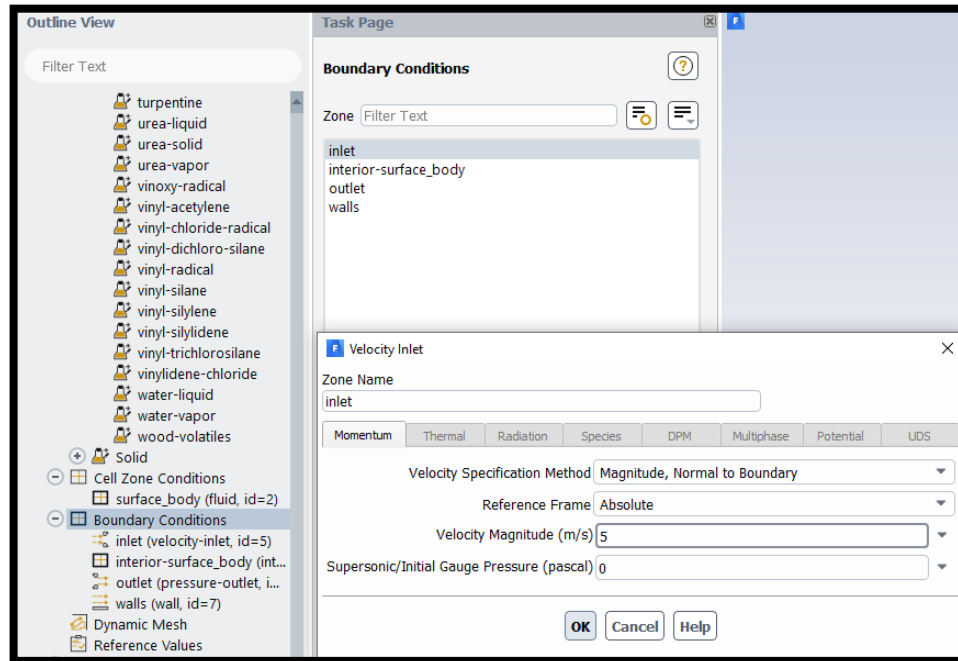 Outline View
Filter Text
turpentine
urea-liquid
urea-solid
urea-vapor
vinoxy-radical
vinyl-acetylene
vinyl-chloride-radical
vinyl-dichloro-silane
vinyl-radical
vinyl-silane
vinyl-silylene
vinyl-silylidene
vinyl-trichlorosilane
vinylidene-chloride
water-liquid
water-vapor
wood-volatiles
Solid
Cell Zone Conditions
surface_body (fluid, id=2)
Boundary Conditions
inlet (velocity-inlet, id=5)
interior-surface_body (int...
outlet (pressure-outlet, i...
walls (wall, id=7)
Dynamic Mesh
Reference Values
Task Page
Boundary Conditions
Zone Filter Text
inlet
interior-surface_body
outlet
walls
Velocity Inlet
Zone Name
inlet
Momentum Thermal Radiation Species DPM Multiphase Potential UDS
Velocity Specification Method Magnitude, Normal to Boundary
Reference Frame Absolute
Velocity Magnitude (m/s) 5
Supersonic/Initial Gauge Pressure (pascal) 0
OK Cancel Help